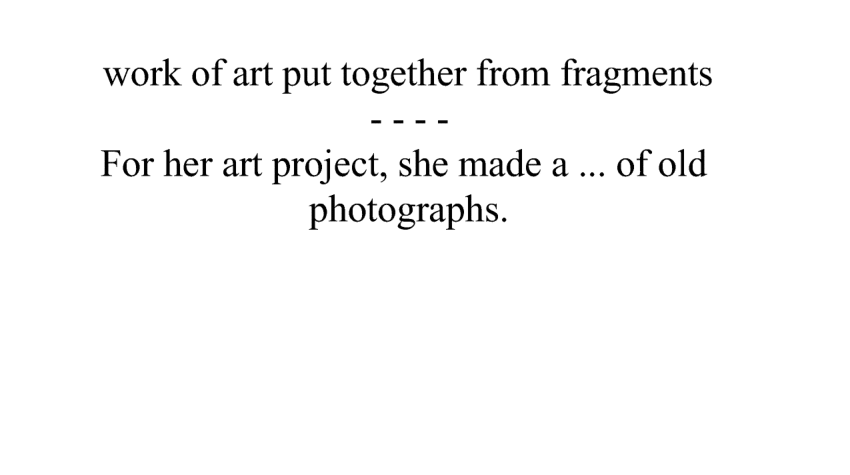 work of art put together from fragments
- - - -
For her art project, she made a ... of old
photographs.